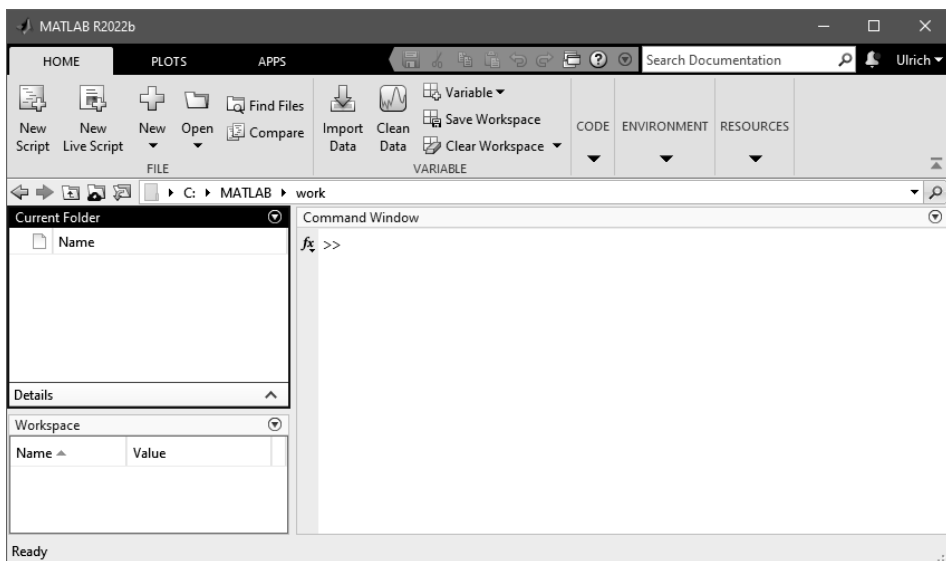 MATLAB R2022b
HOME PLOTS APPS Search Documentation Ulrich
New Script New Live Script New Open Find Files Compare Import Data Clean Data Variable Save Workspace Clear Workspace CODE ENVIRONMENT RESOURCES
FILE VARIABLE
C: MATLAB work
Current Folder
Name
Details
Workspace
Name Value
Command Window
fx >>
Ready